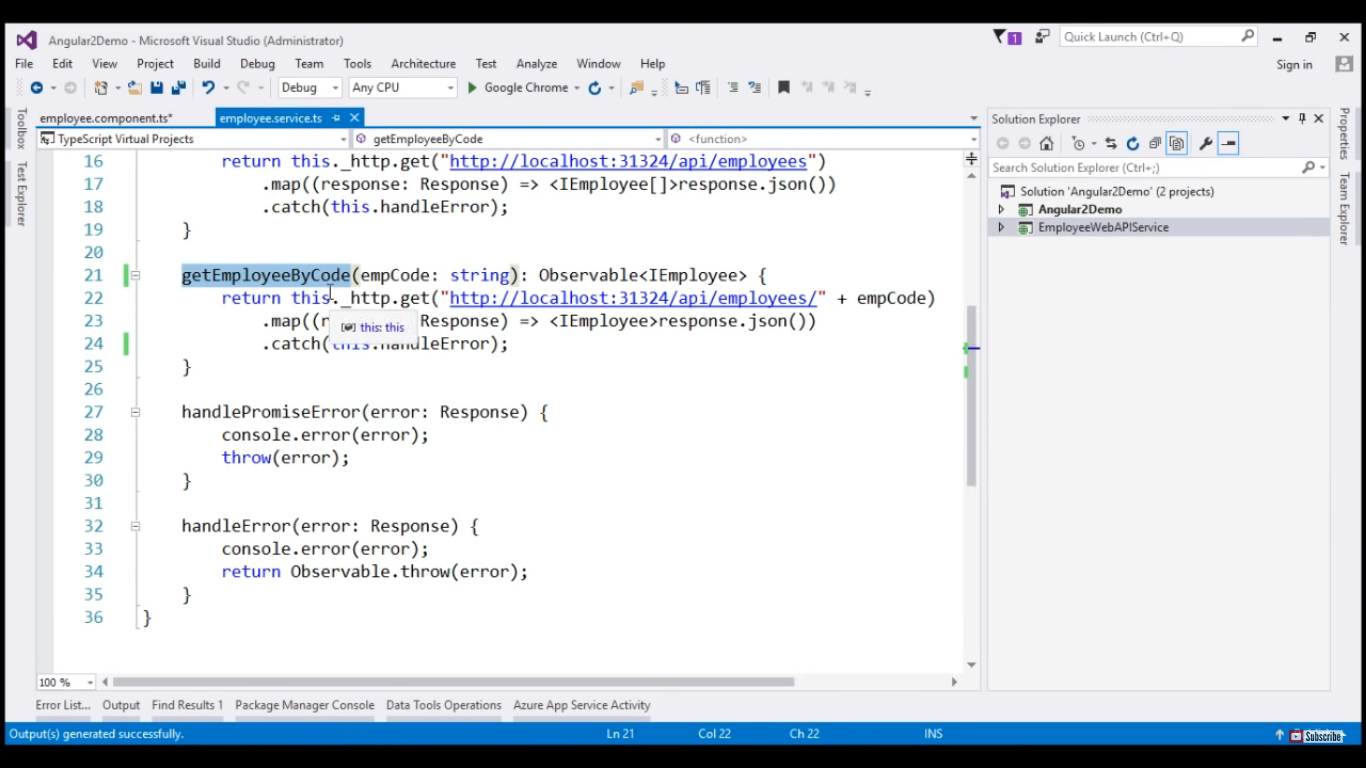 Angular2Demo - Microsoft Visual Studio (Administrator)
1
Quick Launch (Ctrl+Q)
File Edit View Project Build Debug Team Tools Architecture Test Analyze Window Help
Sign in
Debug Any CPU Google Chrome
Toolbox
Test Explorer
employee.component.ts* employee.service.ts
TypeScript Virtual Projects getEmployeeByCode <function>
16 return this._http.get("http://localhost:31324/api/employees")
17 .map((response: Response) => <IEmployee[]>response.json())
18 .catch(this.handleError);
19 }
20
21 getEmployeeByCode(empCode: string): Observable<IEmployee> {
22 return this._http.get("http://localhost:31324/api/employees/" + empCode)
23 .map((r Response) => <IEmployee>response.json())
this: this
24 .catch(this.handleError);
25 }
26
27 handlePromiseError(error: Response) {
28 console.error(error);
29 throw(error);
30 }
31
32 handleError(error: Response) {
33 console.error(error);
34 return Observable.throw(error);
35 }
36 }
100 %
Solution Explorer
Search Solution Explorer (Ctrl+;)
Solution 'Angular2Demo' (2 projects)
Angular2Demo
EmployeeWebAPIService
Properties
Team Explorer
Error List... Output Find Results 1 Package Manager Console Data Tools Operations Azure App Service Activity
Output(s) generated successfully. Ln 21 Col 22 Ch 22 INS
Subscribe